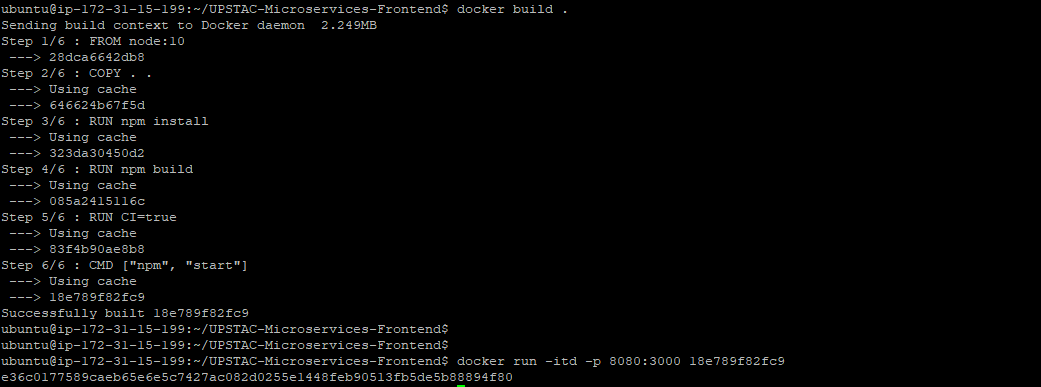 ubuntu@ip-172-31-15-199:~/UPSTAC-Microservices-Frontend$ docker build .
Sending build context to Docker daemon  2.249MB
Step 1/6 : FROM node:10
 ---> 28dca6642db8
Step 2/6 : COPY . .
 ---> Using cache
 ---> 646624b67f5d
Step 3/6 : RUN npm install
 ---> Using cache
 ---> 323da30450d2
Step 4/6 : RUN npm build
 ---> Using cache
 ---> 085a2415116c
Step 5/6 : RUN CI=true
 ---> Using cache
 ---> 83f4b90ae8b8
Step 6/6 : CMD ["npm", "start"]
 ---> Using cache
 ---> 18e789f82fc9
Successfully built 18e789f82fc9
ubuntu@ip-172-31-15-199:~/UPSTAC-Microservices-Frontend$
ubuntu@ip-172-31-15-199:~/UPSTAC-Microservices-Frontend$
ubuntu@ip-172-31-15-199:~/UPSTAC-Microservices-Frontend$ docker run -itd -p 8080:3000 18e789f82fc9
e36c0177589caeb65e6e5c7427ac082d0255e1448feb90513fb5de5b88894f80